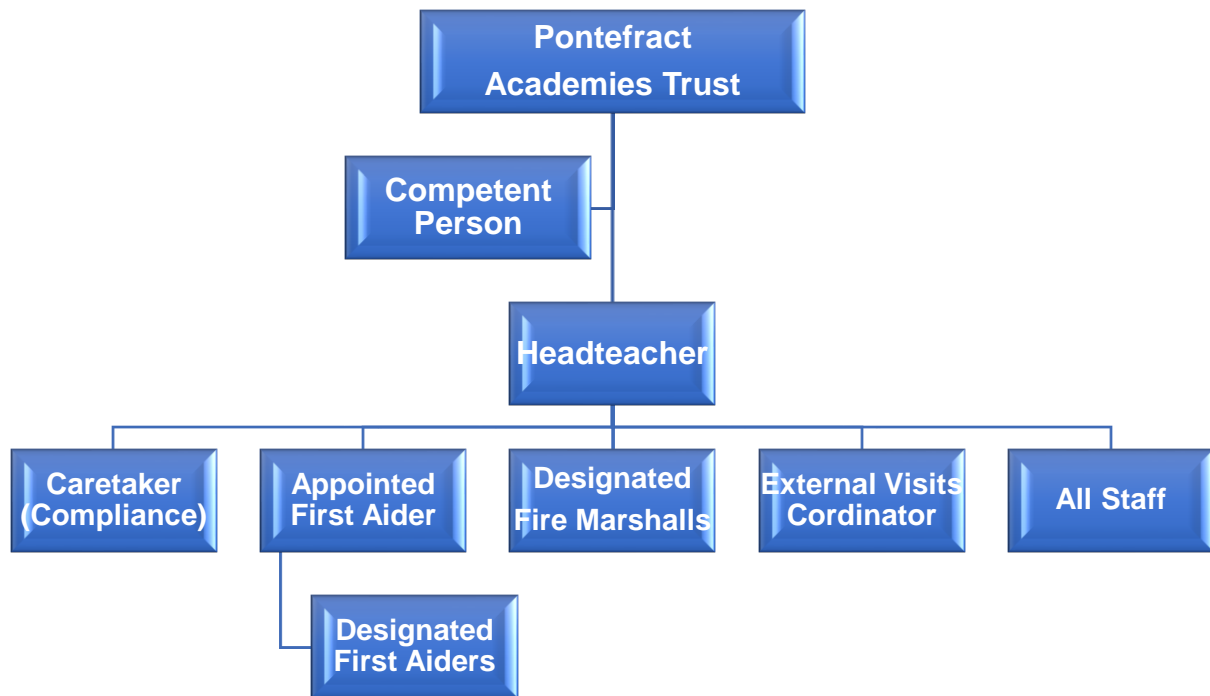 Pontefract
Academies Trust
Competent
Person
Headteacher
Caretaker
(Compliance)
Appointed
First Aider
Designated
Fire Marshalls
External Visits
Cordinator
All Staff
Designated
First Aiders